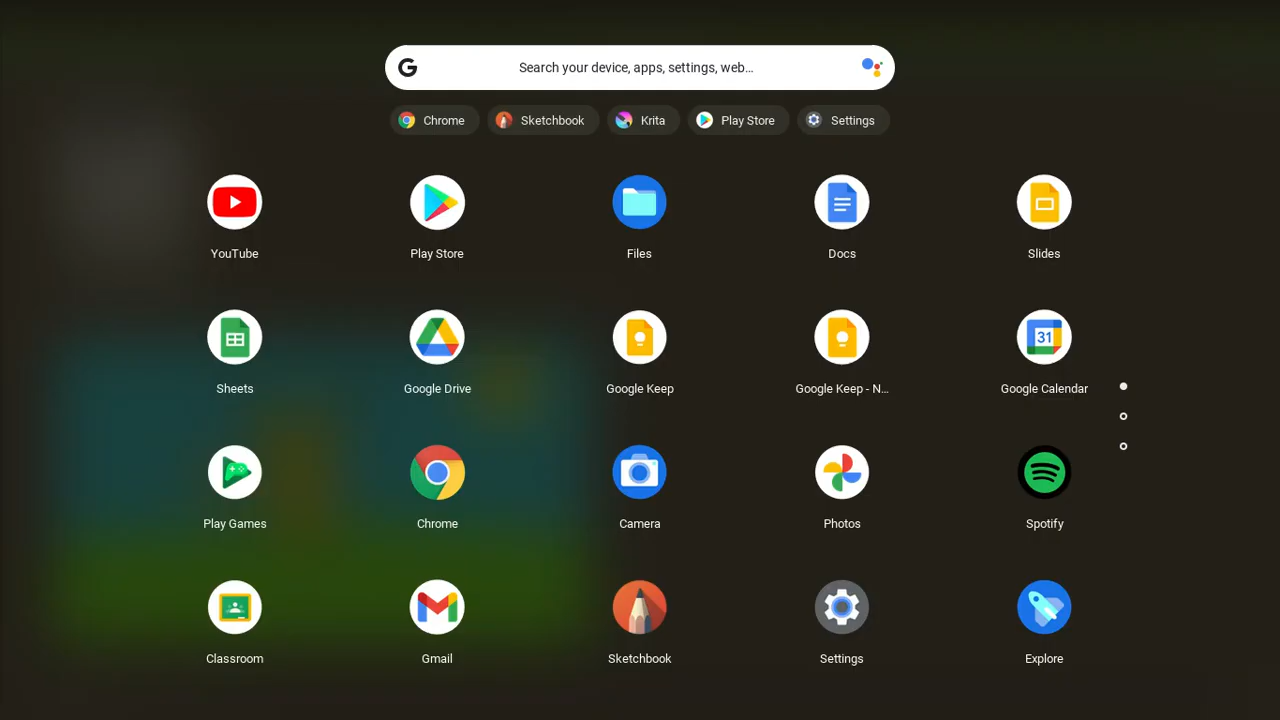 Search your device, apps, settings, web...
Chrome Sketchbook Krita Play Store Settings
YouTube Play Store Files Docs Slides
Sheets Google Drive Google Keep Google Keep - N... Google Calendar
31
Play Games Chrome Camera Photos Spotify
Classroom Gmail Sketchbook Settings Explore